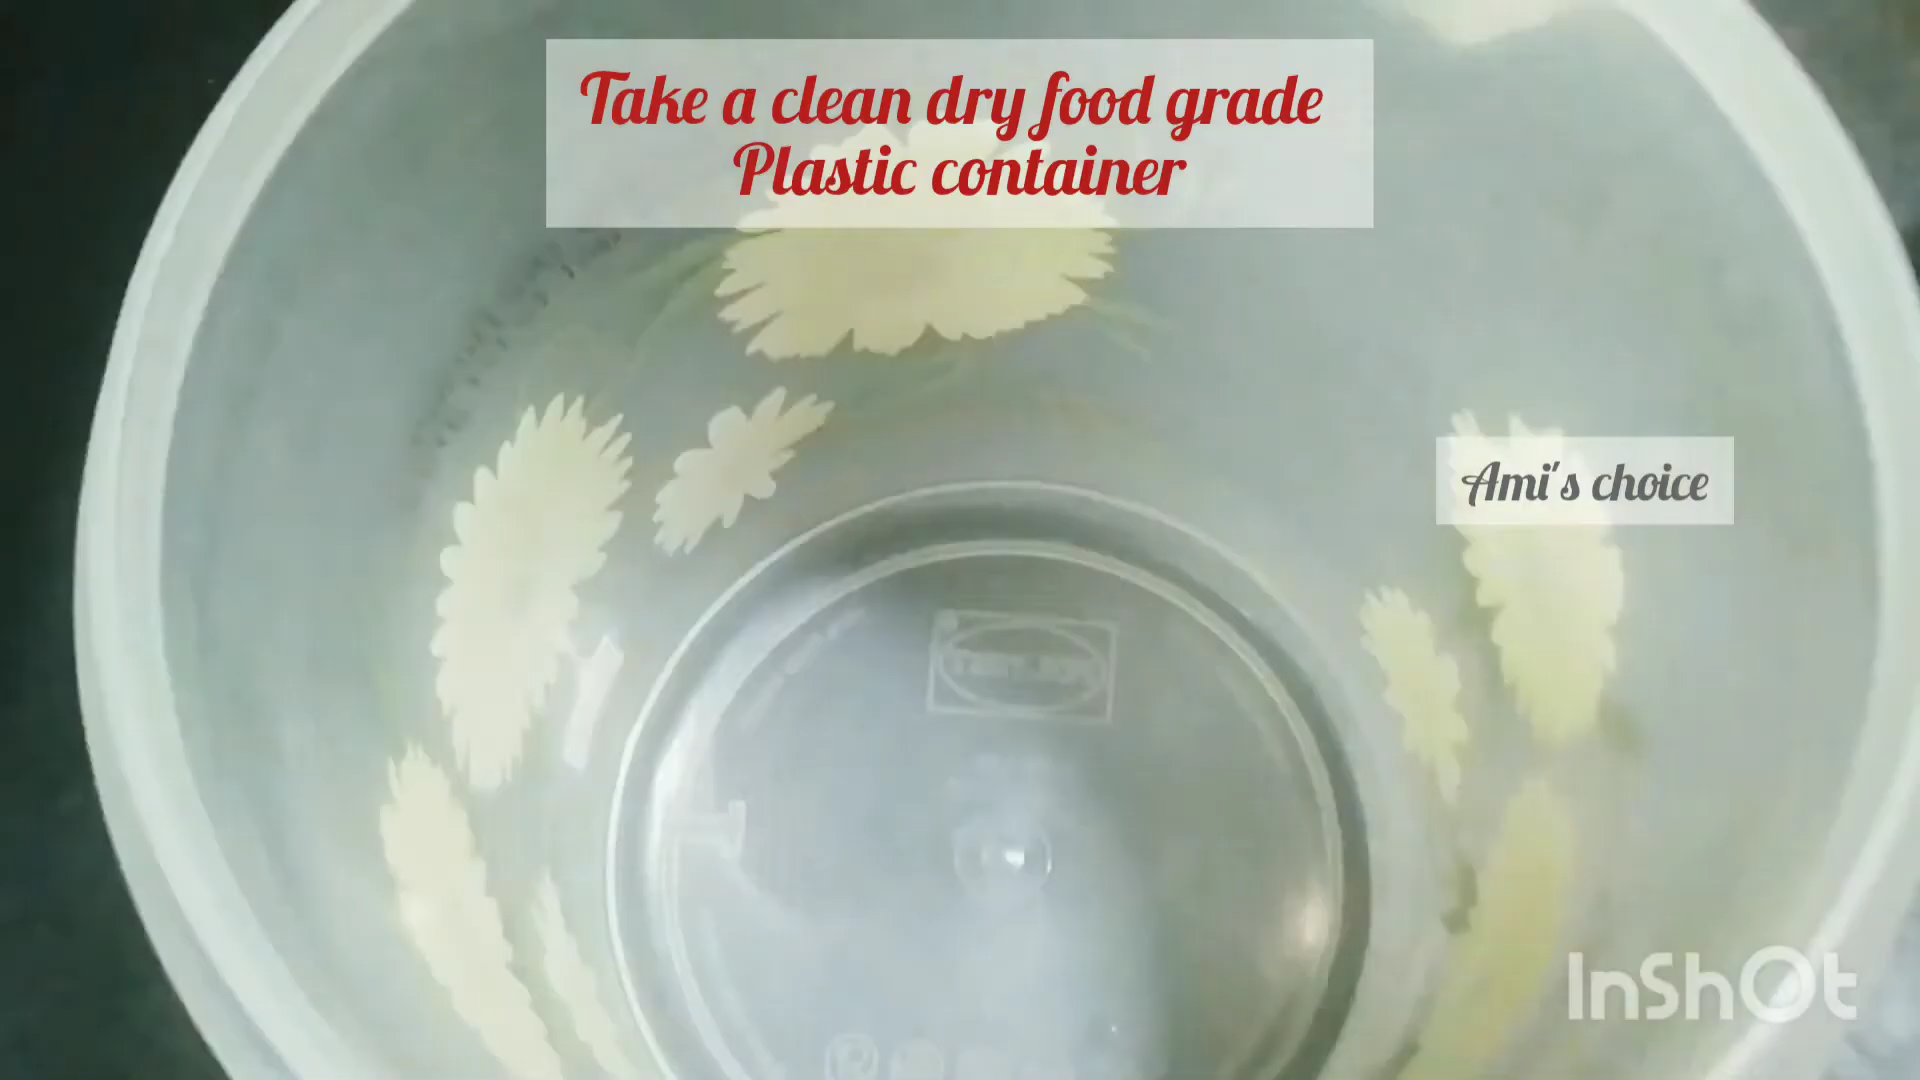 Take a clean dry food grade
Plastic container
Ami's choice
InShOt